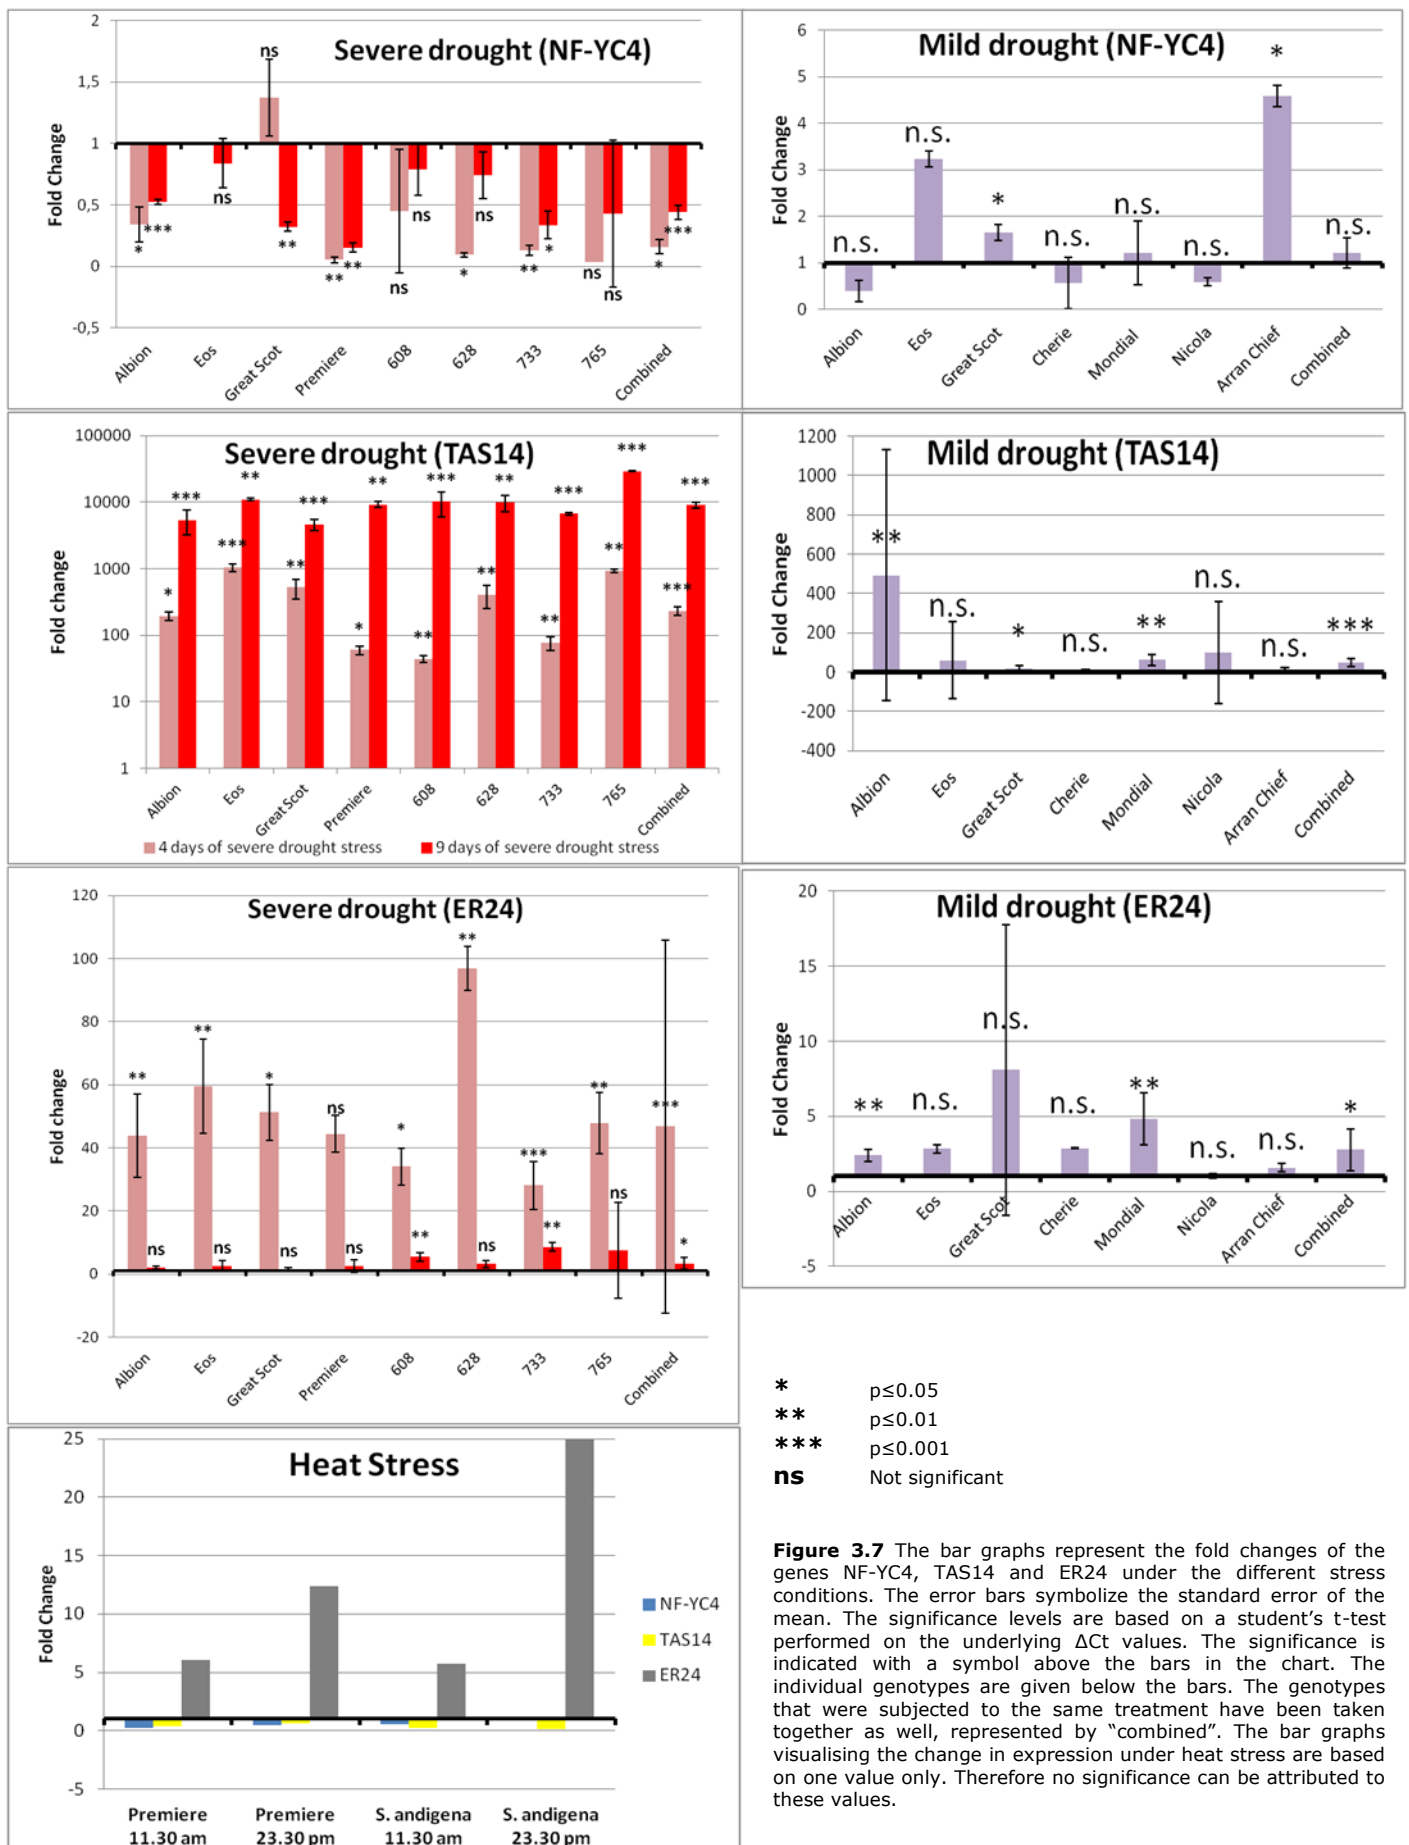 Severe drought (NF-YC4)
Fold Change
2
1,5
1
0,5
0
-0,5
ns
* ***
ns
**
** **
ns
ns
*
ns
** *
ns ns
* ***
Albion Eos Great Scot Premiere 608 628 733 765 Combined
Mild drought (NF-YC4)
Fold Change
6
5
4
3
2
1
0
n.s. n.s. * n.s. n.s. n.s. * n.s.
Albion Eos Great Scot Cherie Mondial Nicola Arran Chief Combined
Severe drought (TAS14)
Fold change
100000
10000
1000
100
10
1
* *** *** ** ** *** * ** ** *** ** ** ** *** ** *** *** ***
Albion Eos Great Scot Premiere 608 628 733 765 Combined
4 days of severe drought stress 9 days of severe drought stress
Mild drought (TAS14)
Fold Change
1200
1000
800
600
400
200
0
-200
-400
** n.s. * n.s. ** n.s. n.s. ***
Albion Eos Great Scot Cherie Mondial Nicola Arran Chief Combined
Severe drought (ER24)
Fold change
120
100
80
60
40
20
0
-20
** ns ** ns * ns ns ns * ** ** ns *** ** ** ns *** *
Albion Eos Great Scot Premiere 608 628 733 765 Combined
Mild drought (ER24)
Fold Change
20
15
10
5
0
-5
** n.s. n.s. n.s. ** n.s. n.s. *
Albion Eos Great Scot Cherie Mondial Nicola Arran Chief Combined
Heat Stress
Fold Change
25
20
15
10
5
0
-5
NF-YC4
TAS14
ER24
Premiere Premiere S. andigena S. andigena
11.30 am 23.30 pm 11.30 am 23.30 pm
* p≤0.05
** p≤0.01
*** p≤0.001
ns Not significant
Figure 3.7 The bar graphs represent the fold changes of the
genes NF-YC4, TAS14 and ER24 under the different stress
conditions. The error bars symbolize the standard error of the
mean. The significance levels are based on a student's t-test
performed on the underlying ΔCt values. The significance is
indicated with a symbol above the bars in the chart. The
individual genotypes are given below the bars. The genotypes
that were subjected to the same treatment have been taken
together as well, represented by “combined”. The bar graphs
visualising the change in expression under heat stress are based
on one value only. Therefore no significance can be attributed to
these values.